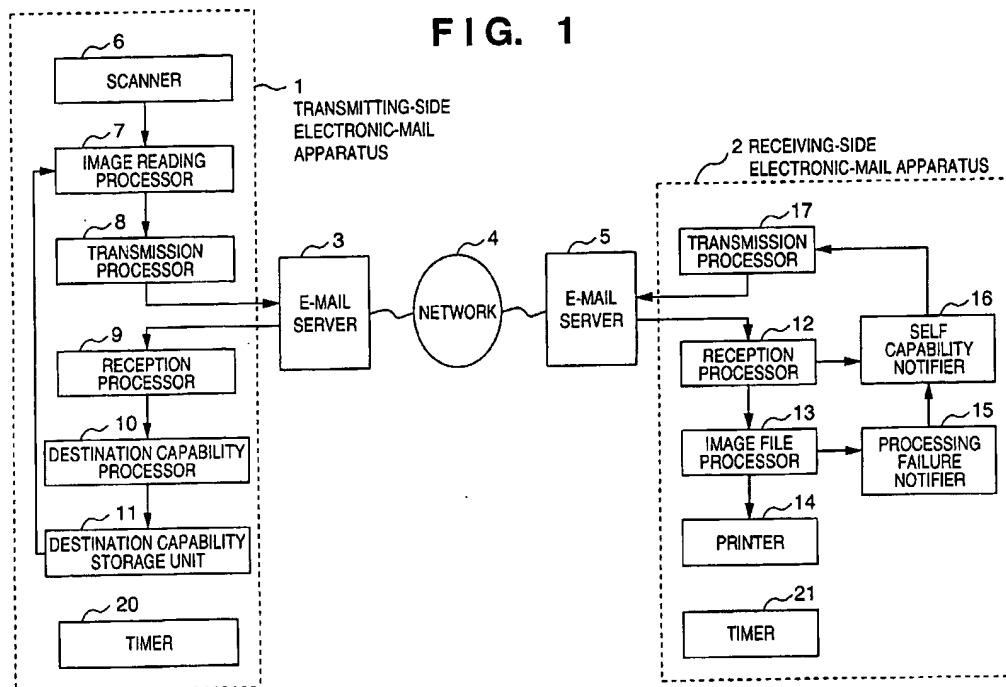 FIG. 1
6
SCANNER
1
TRANSMITTING-SIDE
ELECTRONIC-MAIL
APPARATUS
7
IMAGE READING
PROCESSOR
8
TRANSMISSION
PROCESSOR
9
RECEPTION
PROCESSOR
10
DESTINATION CAPABILITY
PROCESSOR
11
DESTINATION CAPABILITY
STORAGE UNIT
20
TIMER
3
E-MAIL
SERVER
4
NETWORK
5
E-MAIL
SERVER
2 RECEIVING-SIDE
ELECTRONIC-MAIL APPARATUS
17
TRANSMISSION
PROCESSOR
16
SELF
CAPABILITY
NOTIFIER
12
RECEPTION
PROCESSOR
15
PROCESSING
FAILURE
NOTIFIER
13
IMAGE FILE
PROCESSOR
14
PRINTER
21
TIMER